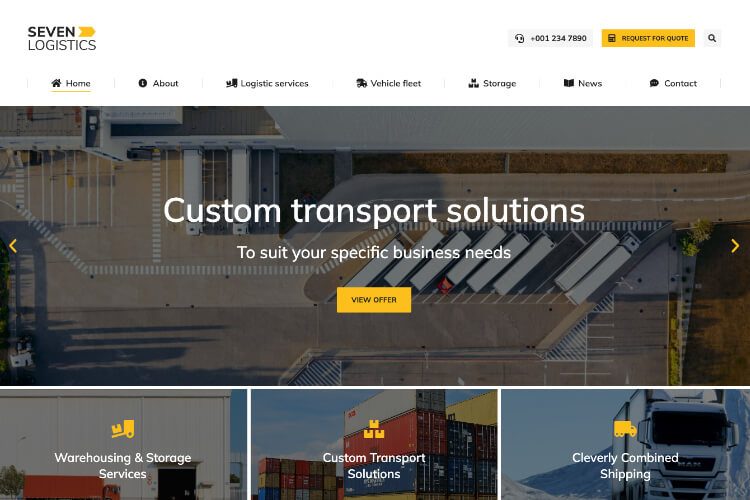 SEVEN
LOGISTICS
+001 234 7890
REQUEST FOR QUOTE
Home
About
Logistic services
Vehicle fleet
Storage
News
Contact
Custom transport solutions
To suit your specific business needs
VIEW OFFER
Warehousing & Storage
Services
Custom Transport
Solutions
Cleverly Combined
Shipping
MAN